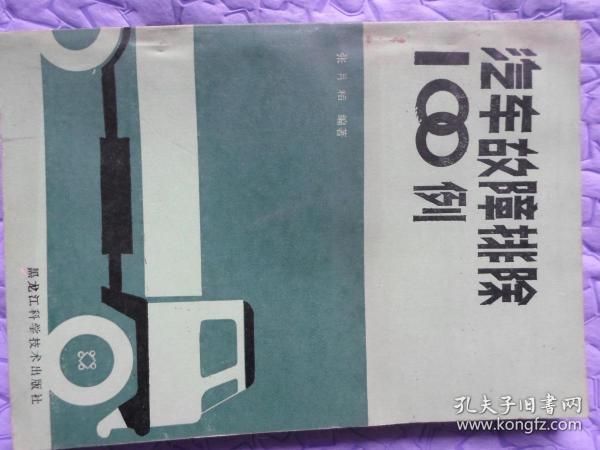 汽车故障排除
100例
张月相 编著
黑龙江科学技术出版社
孔夫子旧书网
www.kongfz.com